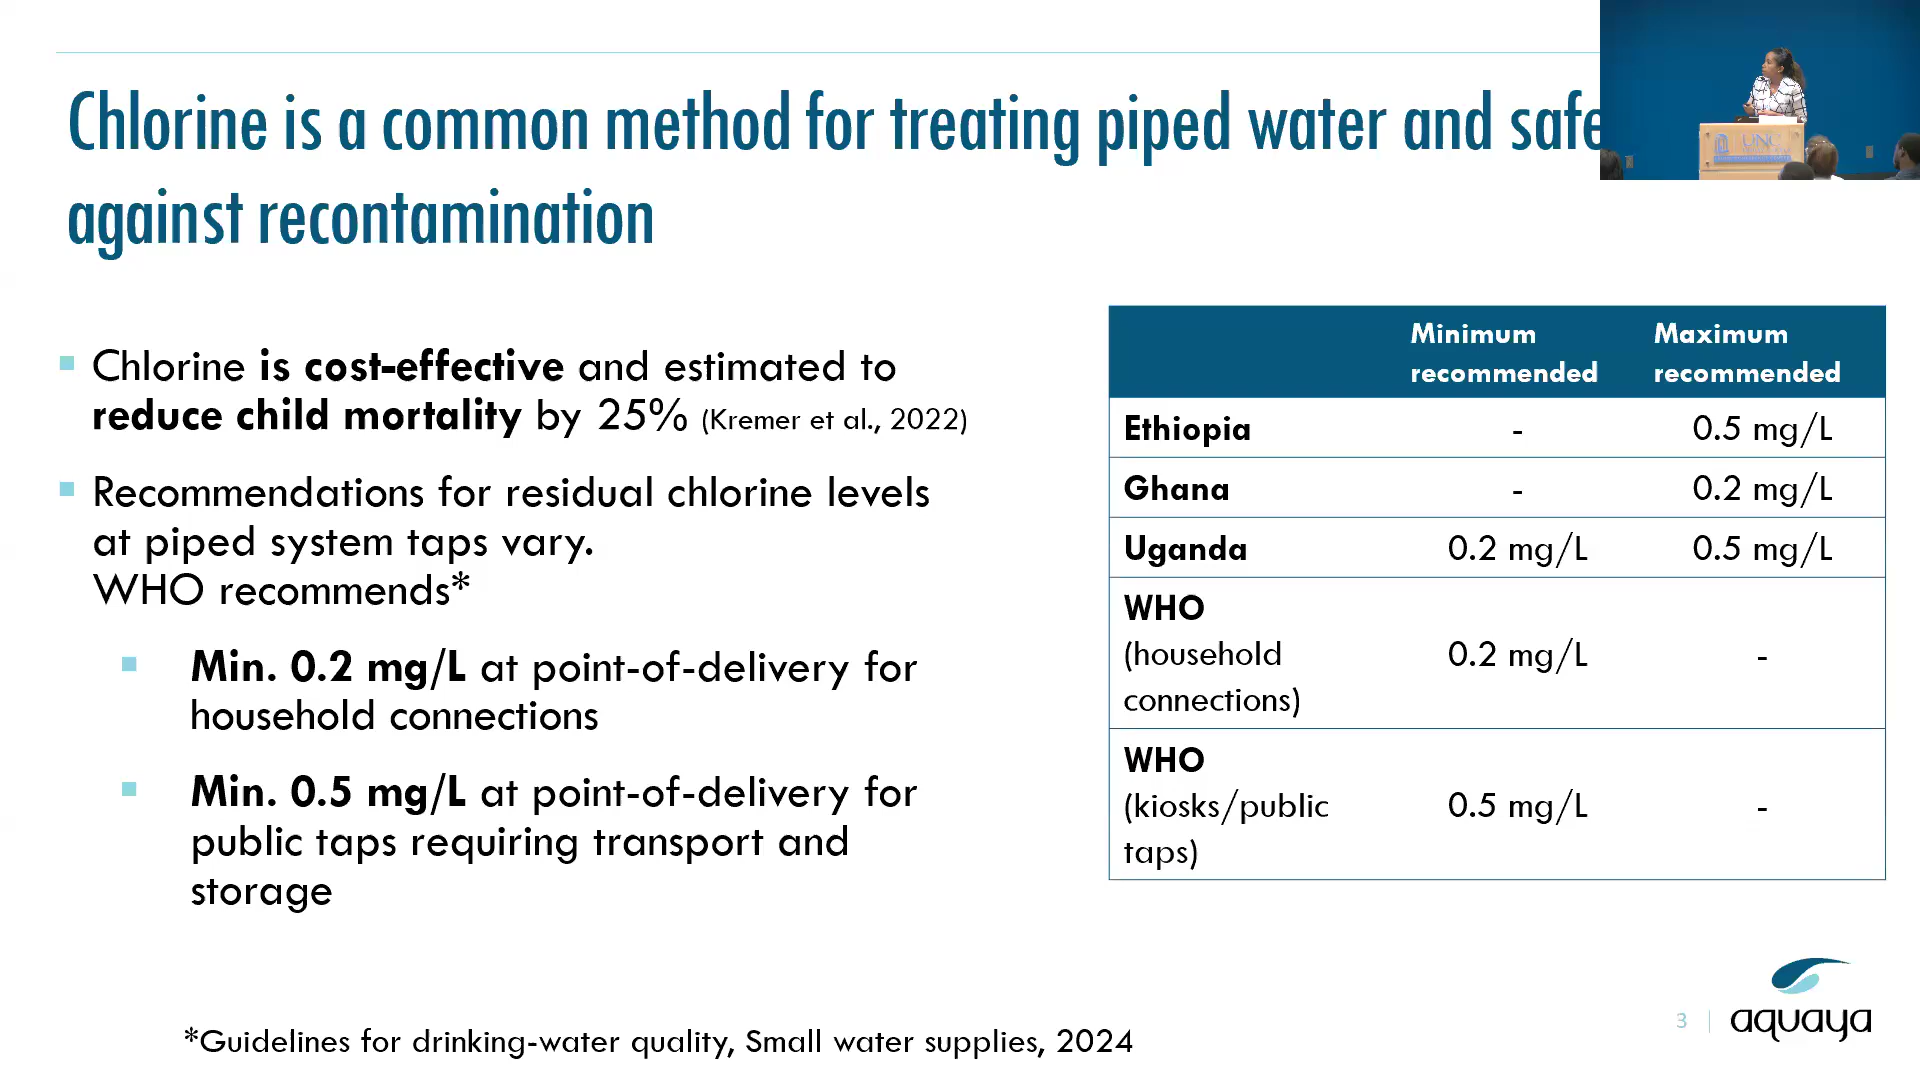 Chlorine is a common method for treating piped water and safe
against recontamination
Chlorine is cost-effective and estimated to
reduce child mortality by 25% (Kremer et al., 2022)
Recommendations for residual chlorine levels
at piped system taps vary.
WHO recommends*
Min. 0.2 mg/L at point-of-delivery for
household connections
Min. 0.5 mg/L at point-of-delivery for
public taps requiring transport and
storage
Minimum recommended Maximum recommended
Ethiopia - 0.5 mg/L
Ghana - 0.2 mg/L
Uganda 0.2 mg/L 0.5 mg/L
WHO
(household
connections) 0.2 mg/L -
WHO
(kiosks/public
taps) 0.5 mg/L -
*Guidelines for drinking-water quality, Small water supplies, 2024
3 | aquaya
UNC